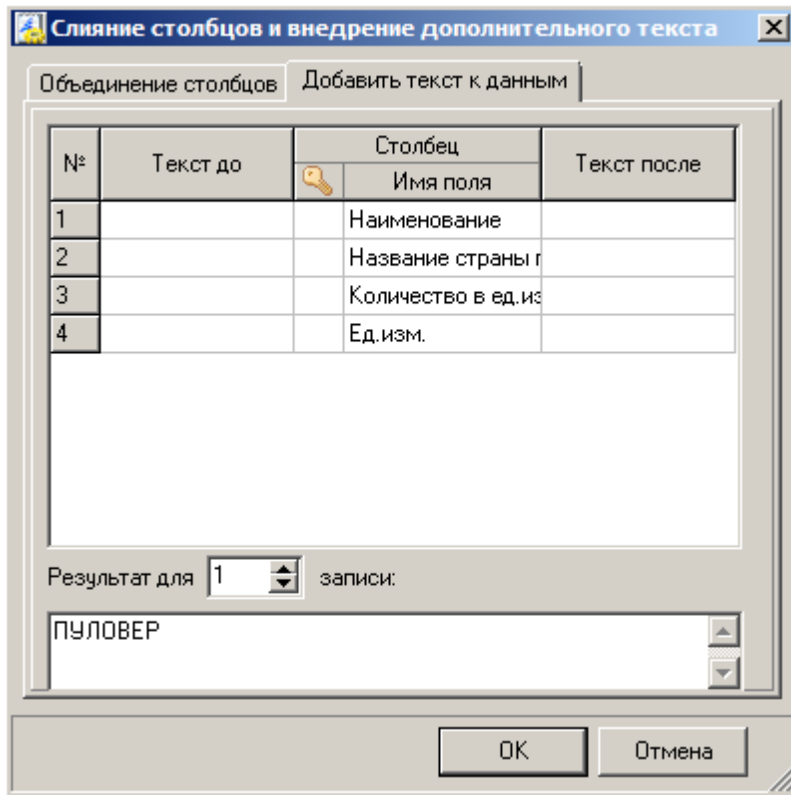 Слияние столбцов и внедрение дополнительного текста
Объединение столбцов Добавить текст к данным
№ Текст до Столбец Текст после
Имя поля
1 Наименование
2 Название страны
3 Количество в ед.из
4 Ед.изм.
Результат для 1 записи:
ПУЛОВЕР
ОК Отмена